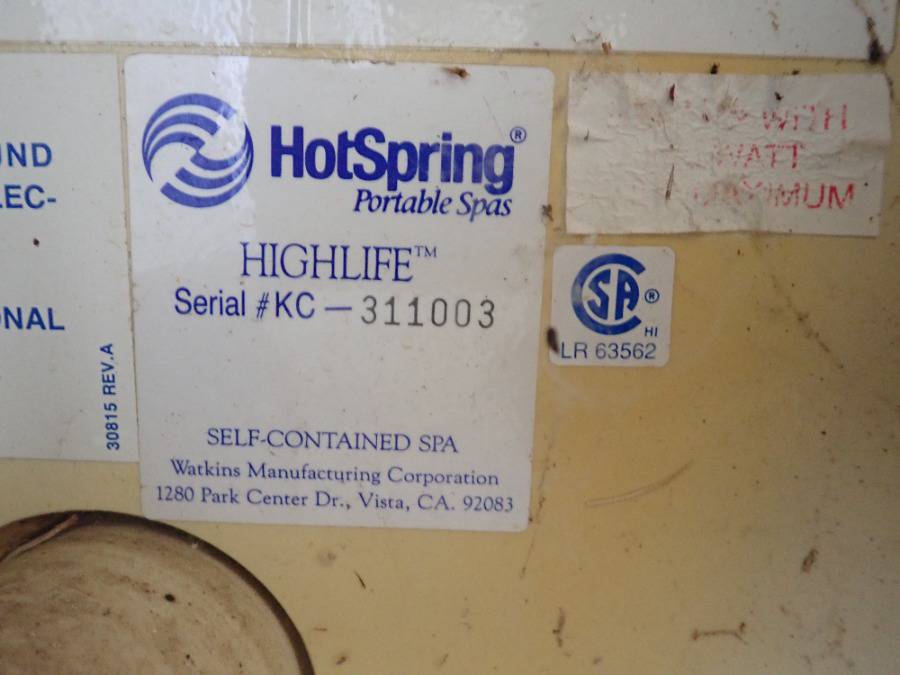 UND
LEC-
NAL
30815 REV.A
HotSpring®
Portable Spas
HIGHLIFE™
Serial #KC — 311003
SELF-CONTAINED SPA
Watkins Manufacturing Corporation
1280 Park Center Dr., Vista, CA. 92083
WITH
WATT
MAXIMUM
SA ®
HI
LR 63562